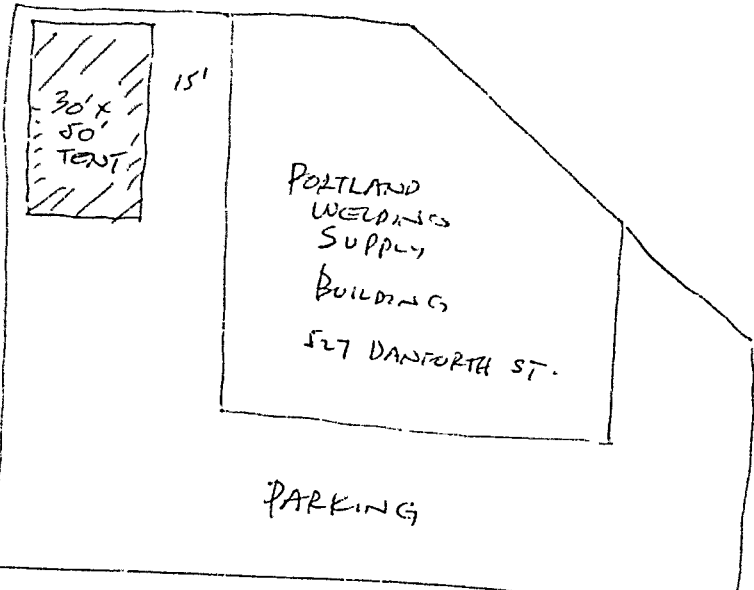 30' x
50'
TENT
15'
PORTLAND
WELDING
SUPPLY
BUILDING
527 DANFORTH ST.
PARKING